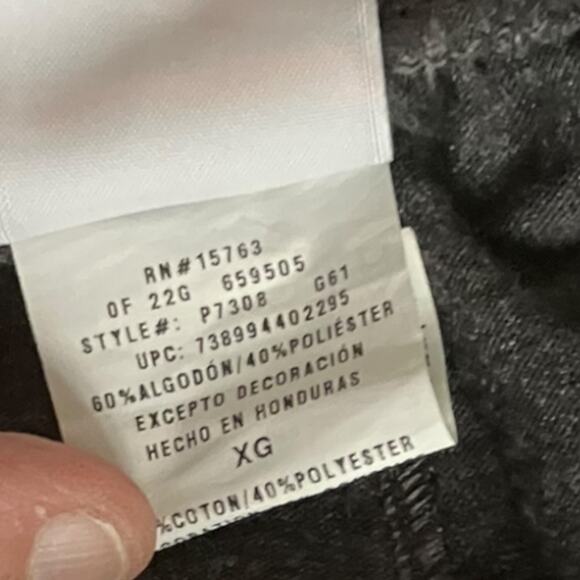 RN#15763
OF 22G 659505
STYLE#: P7308 G61
UPC: 738994402295
60%ALGODÓN/40%POLIÉSTER
EXCEPTO DECORACIÓN
HECHO EN HONDURAS
XG
%COTON/40%POLYESTER